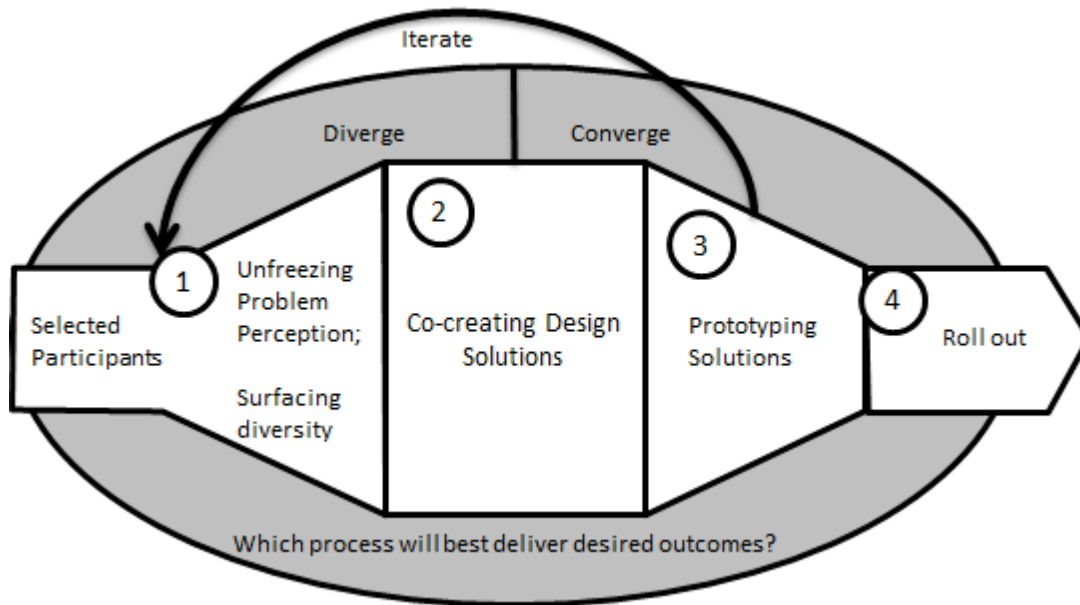 Iterate
Diverge
Converge
1
2
3
4
Selected
Participants
Unfreezing
Problem
Perception;
Surfacing
diversity
Co-creating Design
Solutions
Prototyping
Solutions
Roll out
Which process will best deliver desired outcomes?